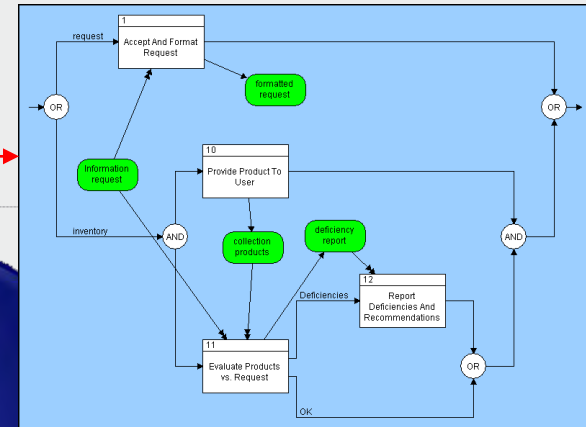 1
request
Accept And Format
Request
formatted
request
OR
OR
10
Information
request
Provide Product To
User
inventory
AND
collection
products
deficiency
report
AND
12
Deficiencies
Report
Deficiencies And
Recommendations
11
Evaluate Products
vs. Request
OR
OK